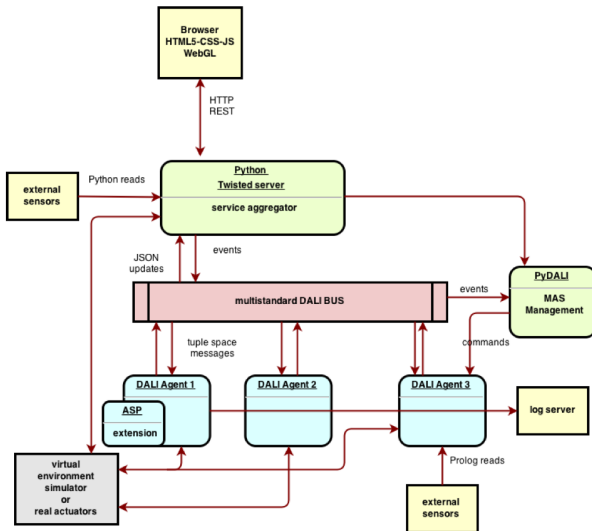 Browser
HTML5-CSS-JS
WebGL
HTTP
REST
Python
Twisted server
service aggregator
Python reads
external
sensors
JSON
updates
events
PyDALI
MAS
Management
multistandard DALI BUS
events
tuple space
messages
commands
DALI Agent 1
DALI Agent 2
DALI Agent 3
ASP
extension
log server
virtual
environment
simulator
or
real actuators
Prolog reads
external
sensors